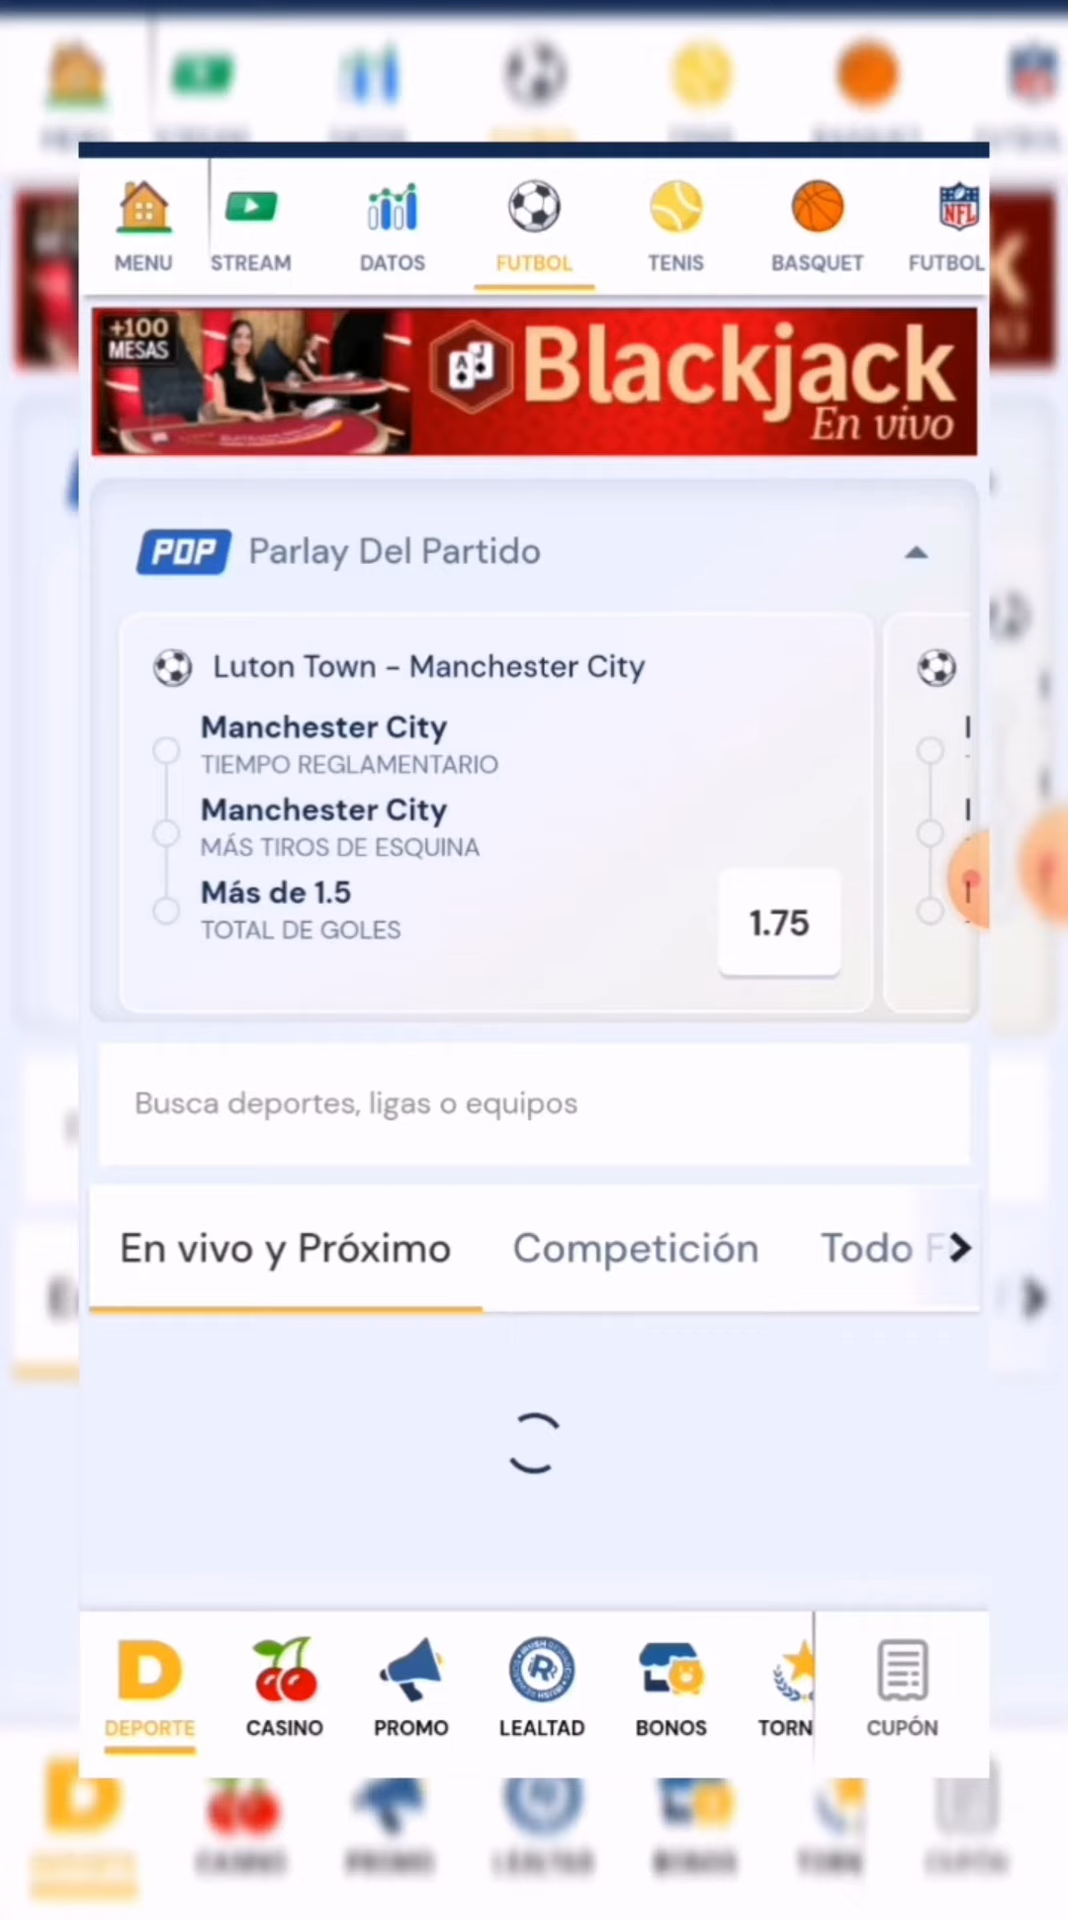 MENU STREAM DATOS FUTBOL TENIS BASQUET FUTBOL
NFL
+100
MESAS
A J
Blackjack
En vivo
PDP Parlay Del Partido
Luton Town - Manchester City
Manchester City
TIEMPO REGLAMENTARIO
Manchester City
MÁS TIROS DE ESQUINA
Más de 1.5
TOTAL DE GOLES
1.75
Busca deportes, ligas o equipos
En vivo y Próximo Competición Todo F
D R
DEPORTE CASINO PROMO LEALTAD BONOS TORN CUPÓN